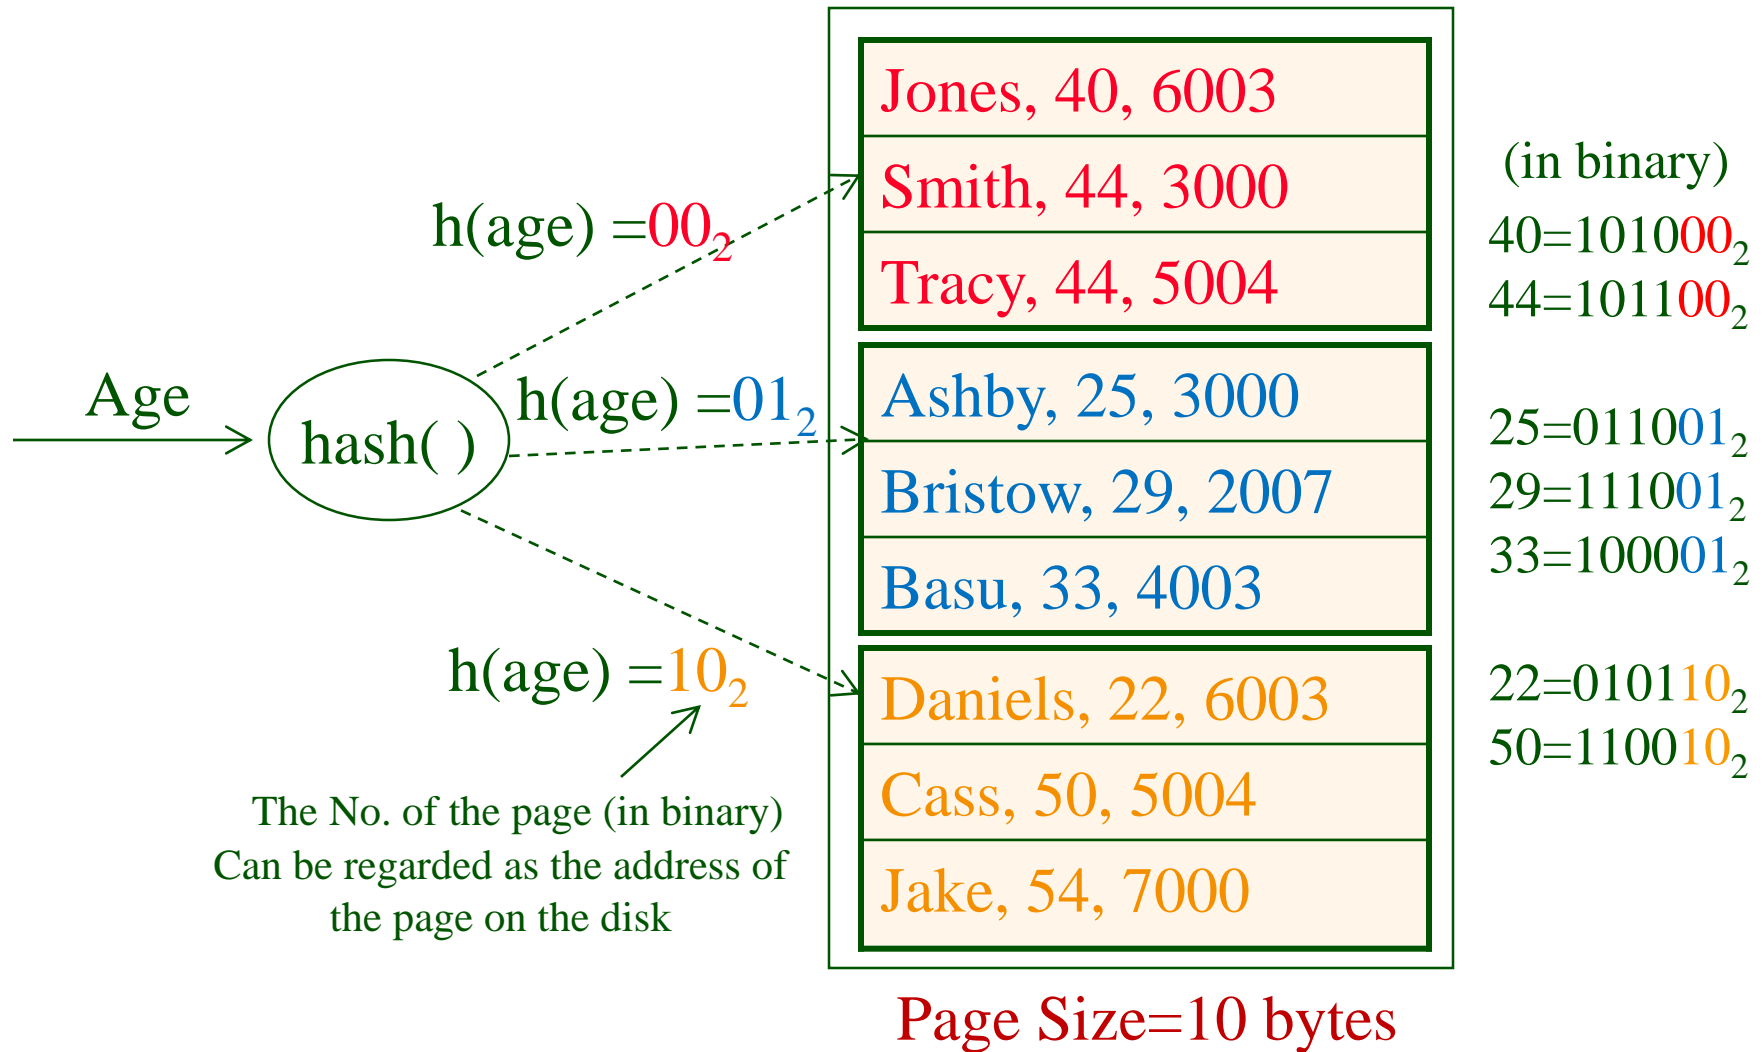 Jones, 40, 6003
Smith, 44, 3000
Tracy, 44, 5004
Ashby, 25, 3000
Bristow, 29, 2007
Basu, 33, 4003
Daniels, 22, 6003
Cass, 50, 5004
Jake, 54, 7000
Page Size=10 bytes
Age
hash( )
h(age) =00₂
h(age) =01₂
h(age) =10₂
The No. of the page (in binary)
Can be regarded as the address of
the page on the disk
(in binary)
40=101000₂
44=101100₂
25=011001₂
29=111001₂
33=100001₂
22=010110₂
50=110010₂